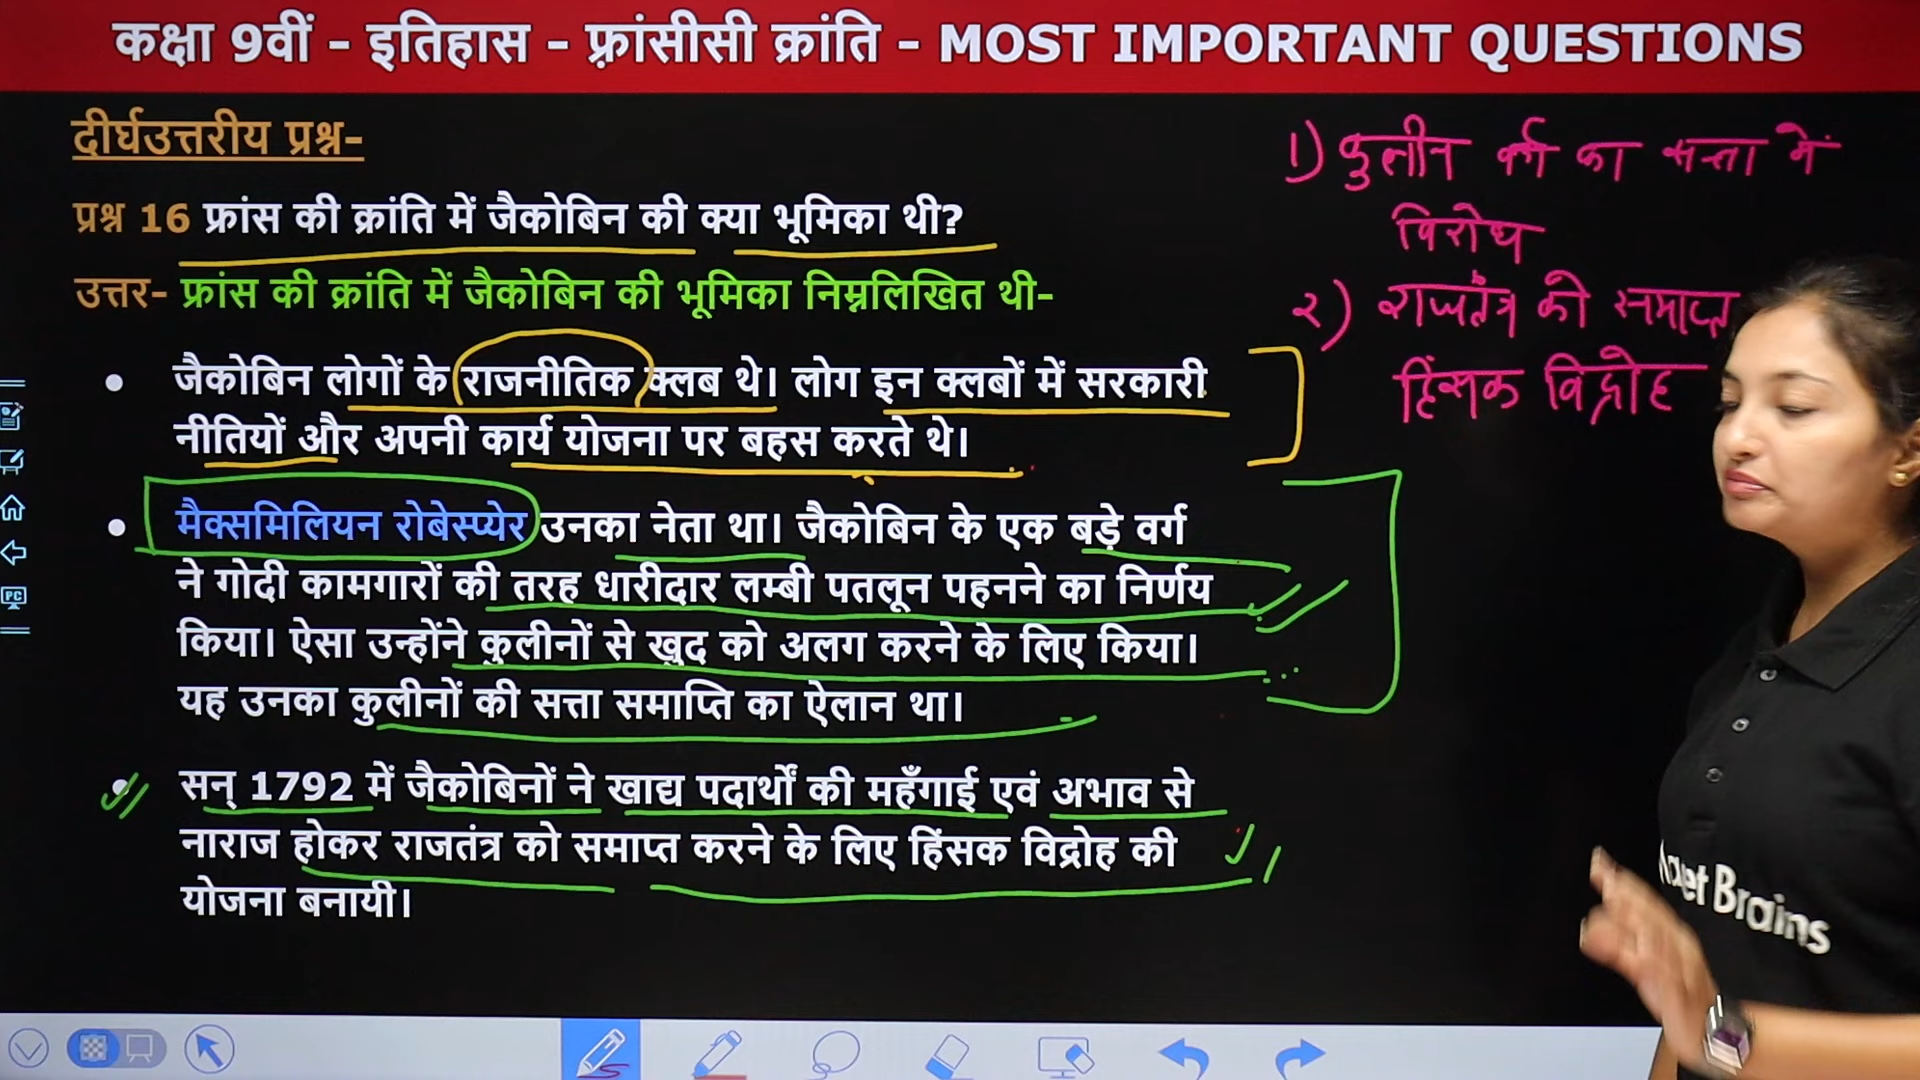 कक्षा 9वीं - इतिहास - फ़्रांसीसी क्रांति - MOST IMPORTANT QUESTIONS
दीर्घउत्तरीय प्रश्न-
प्रश्न 16 फ्रांस की क्रांति में जैकोबिन की क्या भूमिका थी?
उत्तर- फ्रांस की क्रांति में जैकोबिन की भूमिका निम्नलिखित थी-
• जैकोबिन लोगों के राजनीतिक क्लब थे। लोग इन क्लबों में सरकारी
नीतियों और अपनी कार्य योजना पर बहस करते थे।
• मैक्समिलियन रोबेस्प्येर उनका नेता था। जैकोबिन के एक बड़े वर्ग
ने गोदी कामगारों की तरह धारीदार लम्बी पतलून पहनने का निर्णय
किया। ऐसा उन्होंने कुलीनों से खुद को अलग करने के लिए किया।
यह उनका कुलीनों की सत्ता समाप्ति का ऐलान था।
• सन् 1792 में जैकोबिनों ने खाद्य पदार्थों की महँगाई एवं अभाव से
नाराज होकर राजतंत्र को समाप्त करने के लिए हिंसक विद्रोह की
योजना बनायी।
1) कुलीन वर्ग का सत्ता में
विरोध
२) राजतंत्र को समाप्त
हिंसक विद्रोह
PC
Brains